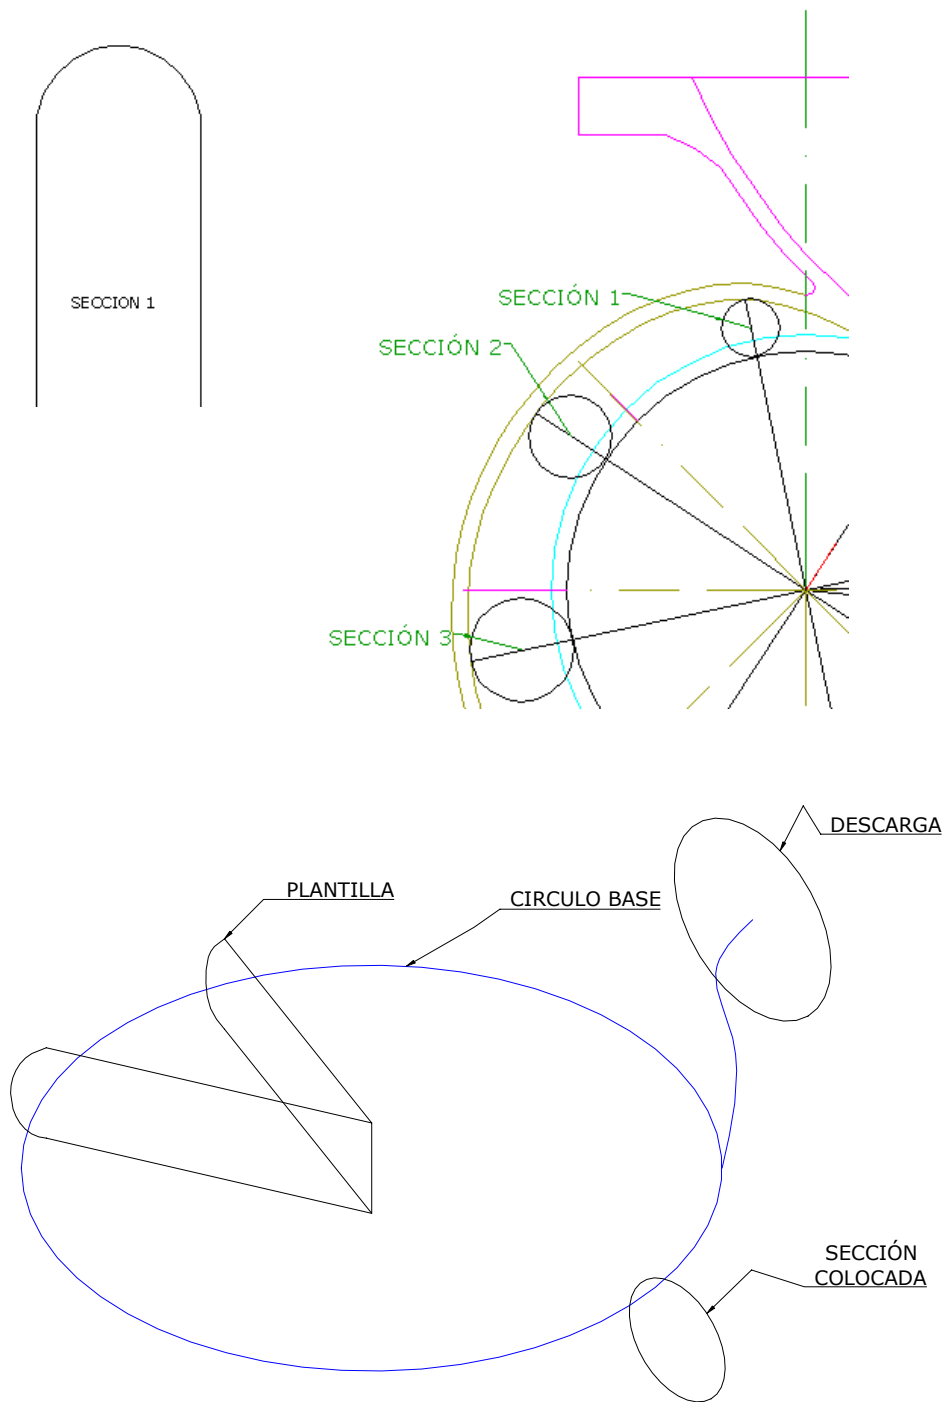 SECCION 1
SECCIÓN 1
SECCIÓN 2
SECCIÓN 3
DESCARGA
PLANTILLA
CIRCULO BASE
SECCIÓN
COLOCADA